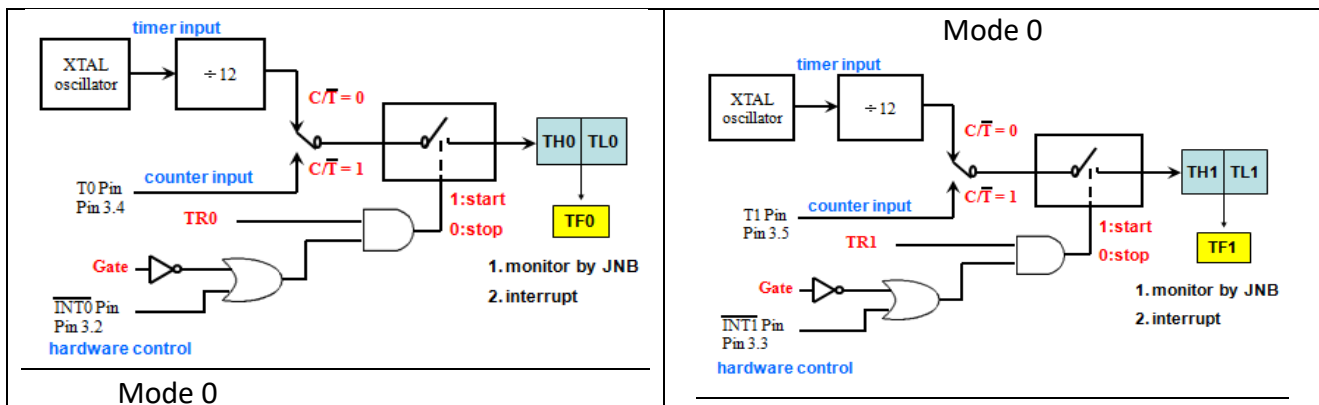 timer input
XTAL
oscillator
÷12
C/T̅ = 0
TH0 TL0
counter input
C/T̅ = 1
T0 Pin
Pin 3.4
1:start
TR0
0:stop
TF0
Gate
1. monitor by JNB
2. interrupt
I̅N̅T̅0̅ Pin
Pin 3.2
hardware control
Mode 0
Mode 0
timer input
XTAL
oscillator
÷12
C/T̅ = 0
TH1 TL1
C/T̅ = 1
counter input
T1 Pin
Pin 3.5
1:start
TR1
0:stop
TF1
Gate
1. monitor by JNB
2. interrupt
I̅N̅T̅1̅ Pin
Pin 3.3
hardware control